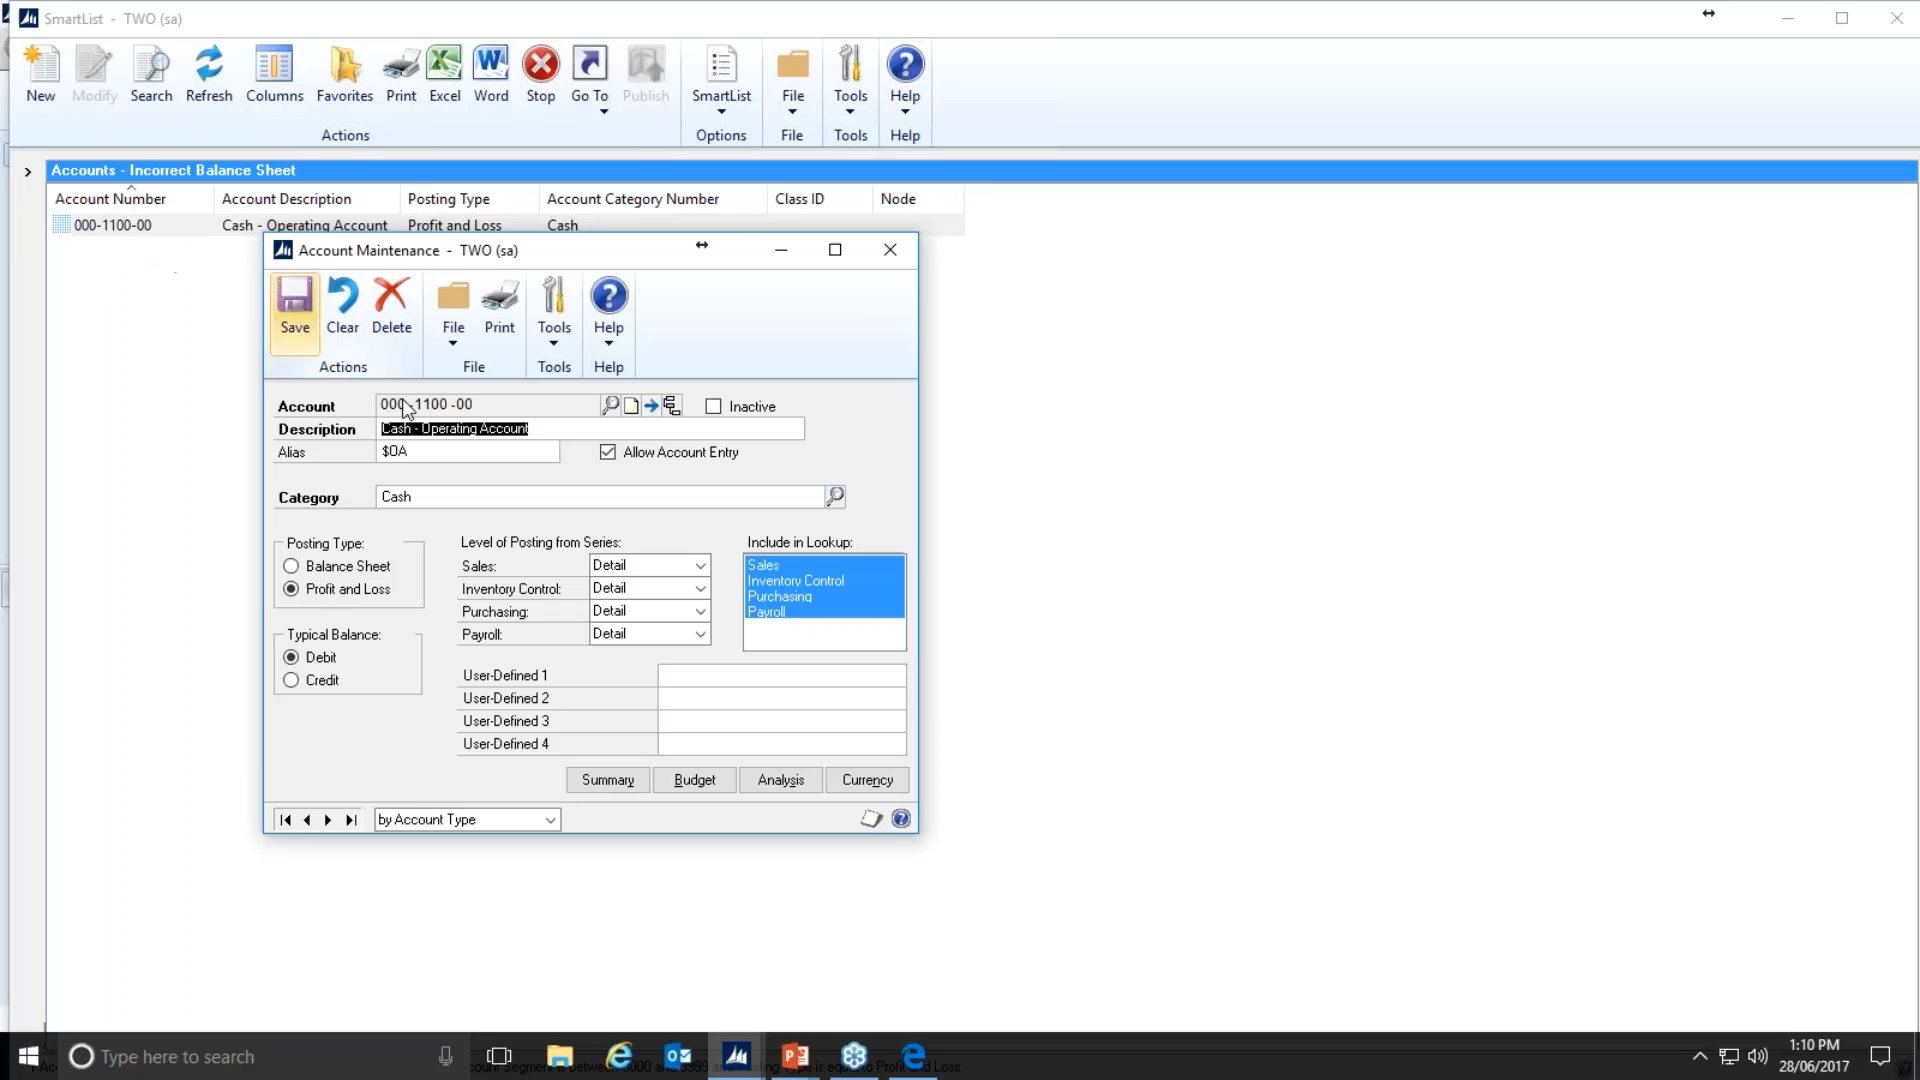 SmartList - TWO (sa)
New Modify Search Refresh Columns Favorites Print Excel Word Stop Go To Publish SmartList File Tools Help
Actions Options File Tools Help
Accounts - Incorrect Balance Sheet
Account Number Account Description Posting Type Account Category Number Class ID Node
000-1100-00 Cash - Operating Account Profit and Loss Cash
Account Maintenance - TWO (sa)
Save Clear Delete File Print Tools Help
Actions File Tools Help
Account 000 -1100 -00 Inactive
Description Cash - Operating Account
Alias $OA Allow Account Entry
Category Cash
Posting Type: Level of Posting from Series: Include in Lookup:
Balance Sheet Sales: Detail Sales
Profit and Loss Inventory Control: Detail Inventory Control
Purchasing: Detail Purchasing
Typical Balance: Payroll: Detail Payroll
Debit
Credit User-Defined 1
User-Defined 2
User-Defined 3
User-Defined 4
Summary Budget Analysis Currency
by Account Type
Type here to search
1:10 PM
28/06/2017